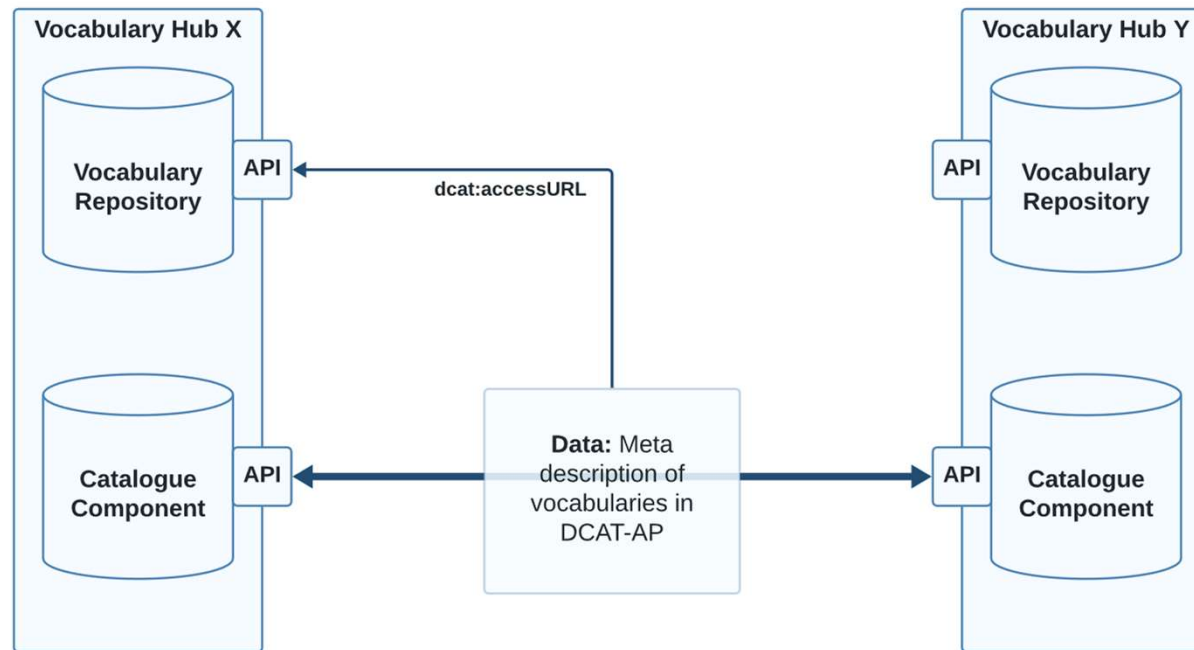 Vocabulary Hub X
Vocabulary Hub Y
Vocabulary
Repository
API
dcat:accessURL
API
Vocabulary
Repository
Catalogue
Component
API
Data: Meta
description of
vocabularies in
DCAT-AP
API
Catalogue
Component